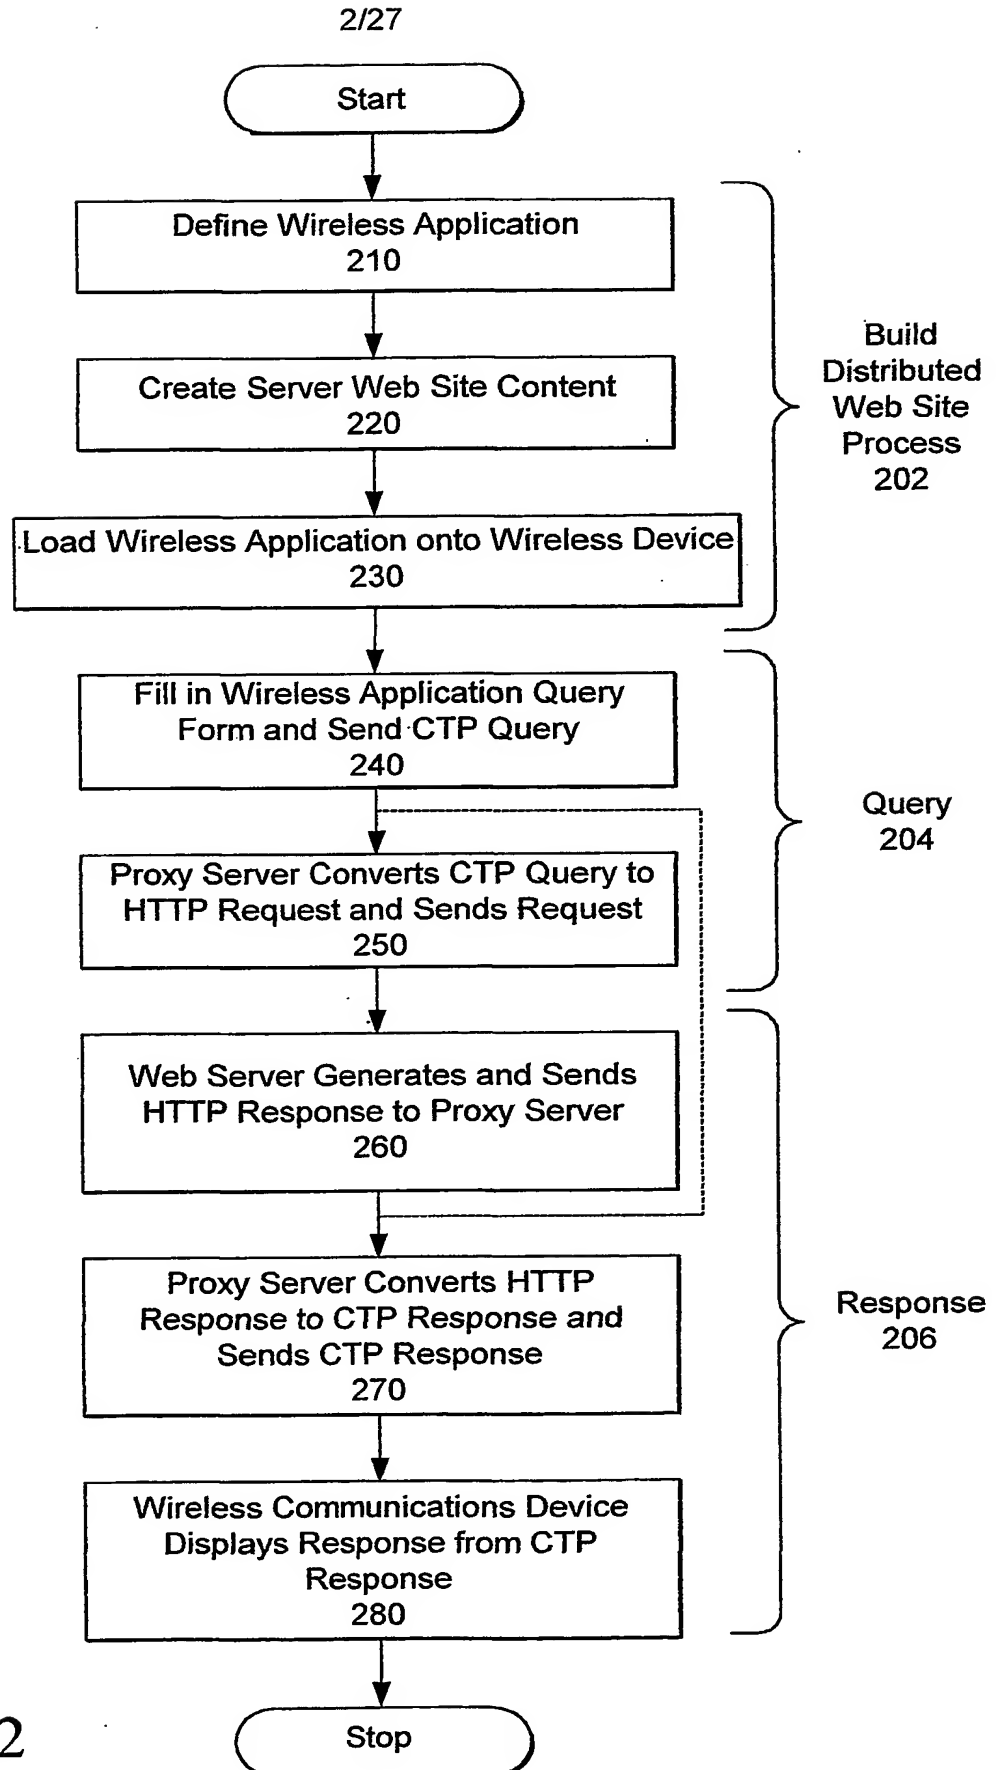 2/27
Start
Define Wireless Application
210
Create Server Web Site Content
220
Load Wireless Application onto Wireless Device
230
Build
Distributed
Web Site
Process
202
Fill in Wireless Application Query
Form and Send CTP Query
240
Proxy Server Converts CTP Query to
HTTP Request and Sends Request
250
Query
204
Web Server Generates and Sends
HTTP Response to Proxy Server
260
Proxy Server Converts HTTP
Response to CTP Response and
Sends CTP Response
270
Wireless Communications Device
Displays Response from CTP
Response
280
Response
206
Stop
2